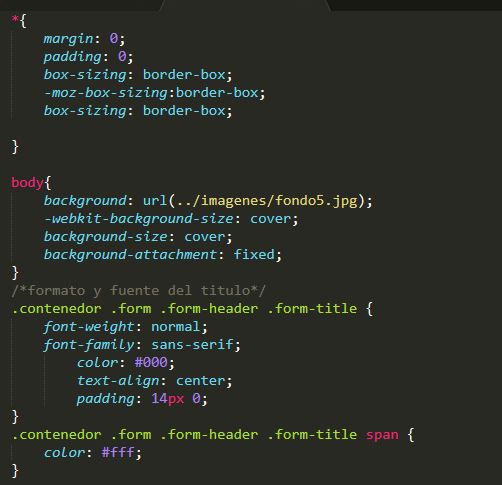 *{
margin: 0;
padding: 0;
box-sizing: border-box;
-moz-box-sizing:border-box;
box-sizing: border-box;
}
body{
background: url(../imagenes/fondo5.jpg);
-webkit-background-size: cover;
background-size: cover;
background-attachment: fixed;
}
/*formato y fuente del titulo*/
.contenedor .form .form-header .form-title {
font-weight: normal;
font-family: sans-serif;
color: #000;
text-align: center;
padding: 14px 0;
}
.contenedor .form .form-header .form-title span {
color: #fff;
}